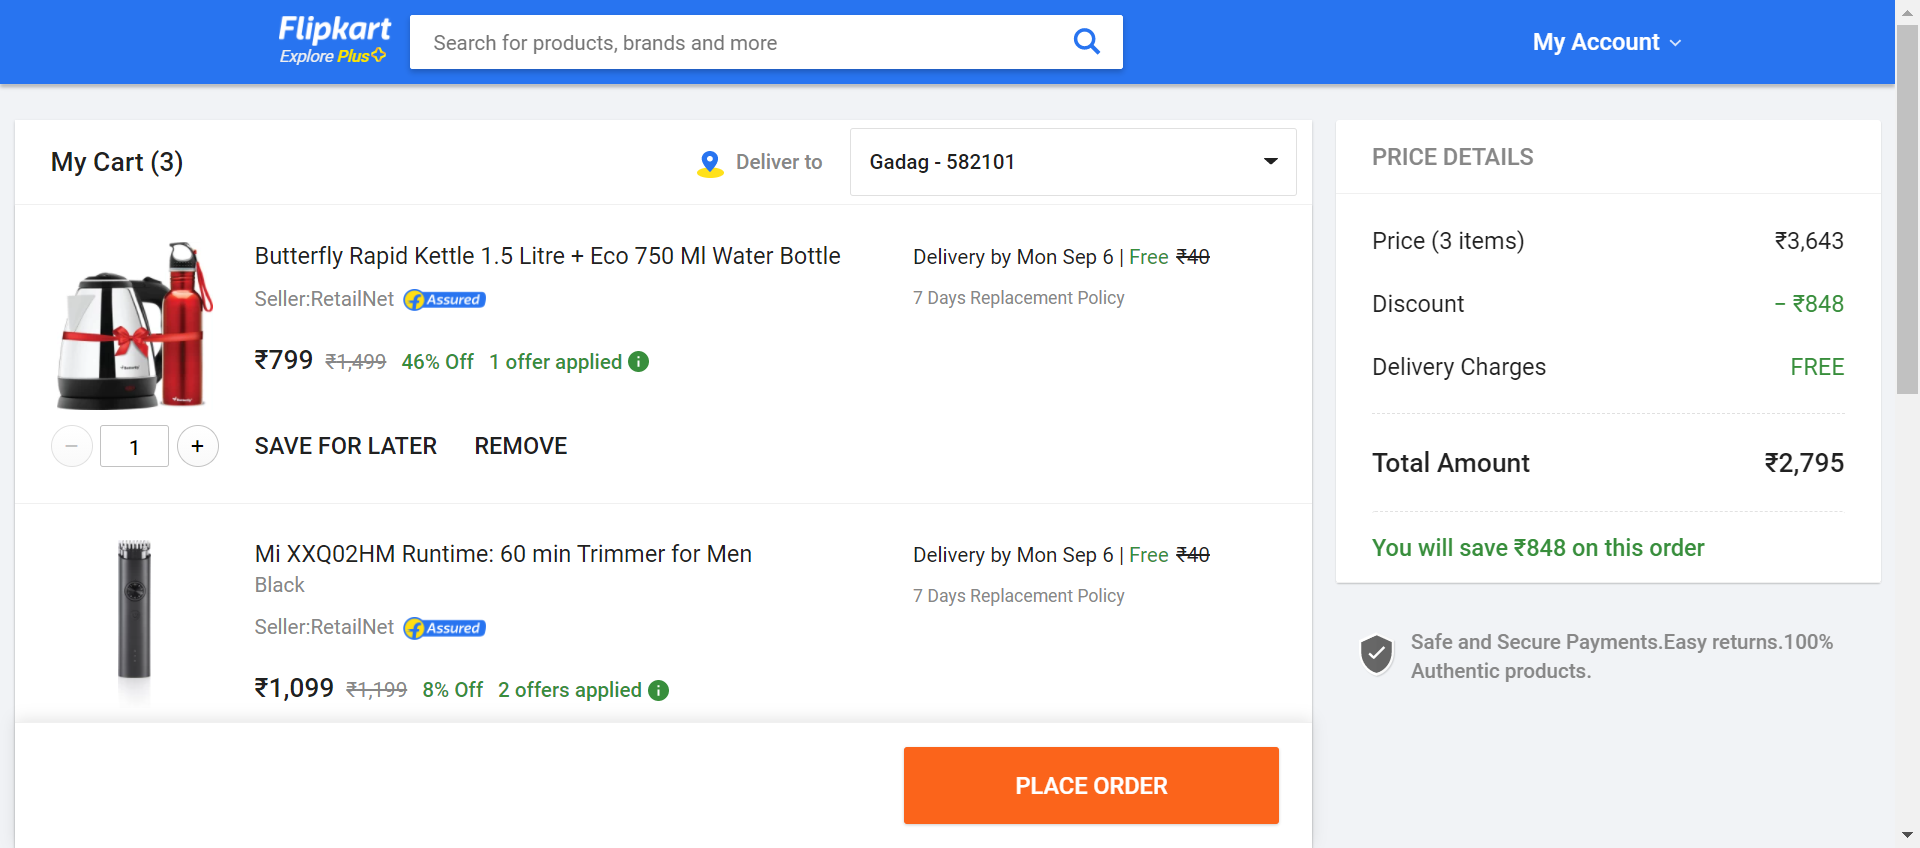 Flipkart
Explore Plus
Search for products, brands and more
My Account
My Cart (3)
Deliver to
Gadag - 582101
Butterfly Rapid Kettle 1.5 Litre + Eco 750 Ml Water Bottle
Seller:RetailNet
Assured
₹799 ₹1,499 46% Off 1 offer applied
Delivery by Mon Sep 6 | Free ₹40
7 Days Replacement Policy
1
SAVE FOR LATER
REMOVE
Mi XXQ02HM Runtime: 60 min Trimmer for Men
Black
Seller:RetailNet
Assured
₹1,099 ₹1,199 8% Off 2 offers applied
Delivery by Mon Sep 6 | Free ₹40
7 Days Replacement Policy
PLACE ORDER
PRICE DETAILS
Price (3 items) ₹3,643
Discount − ₹848
Delivery Charges FREE
Total Amount ₹2,795
You will save ₹848 on this order
Safe and Secure Payments.Easy returns.100%
Authentic products.